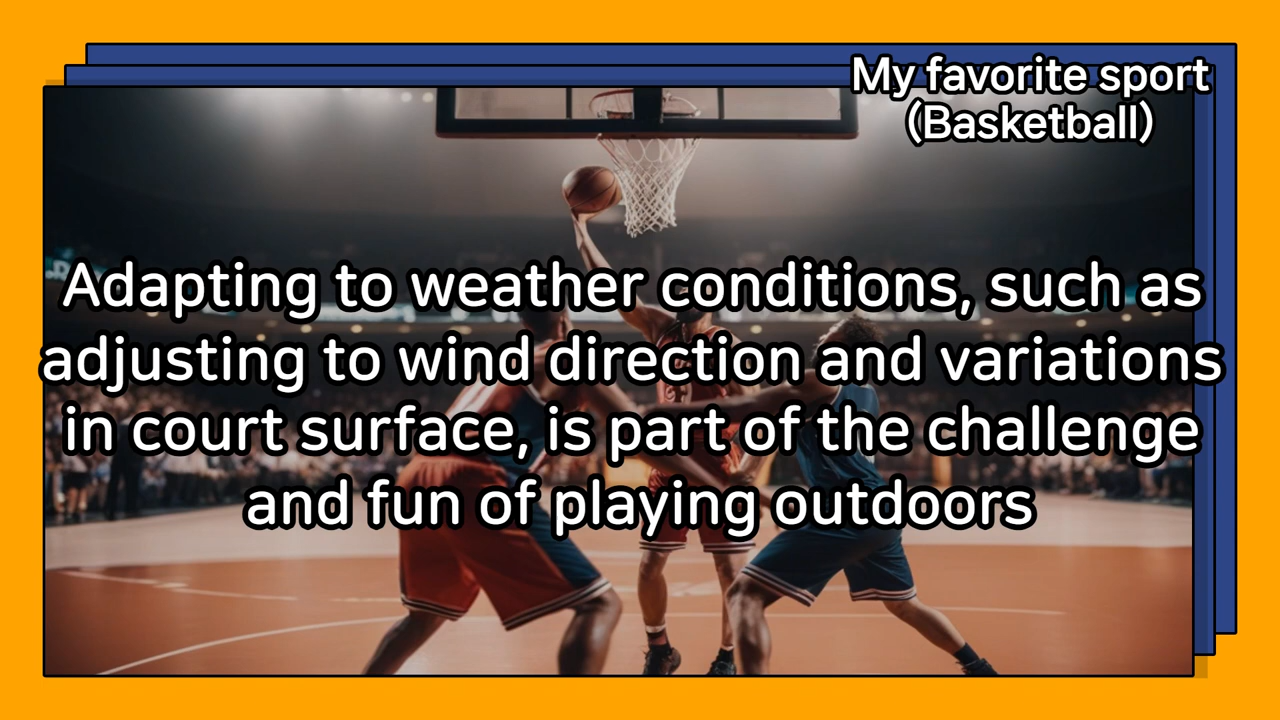 My favorite sport
(Basketball)
Adapting to weather conditions, such as
adjusting to wind direction and variations
in court surface, is part of the challenge
and fun of playing outdoors